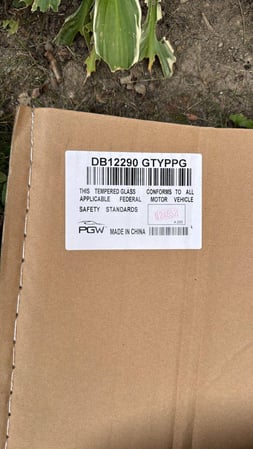 DB12290 GTYPPG
THIS TEMPERED GLASS CONFORMS TO ALL
APPLICABLE FEDERAL MOTOR VEHICLE
SAFETY STANDARDS
PGW MADE IN CHINA